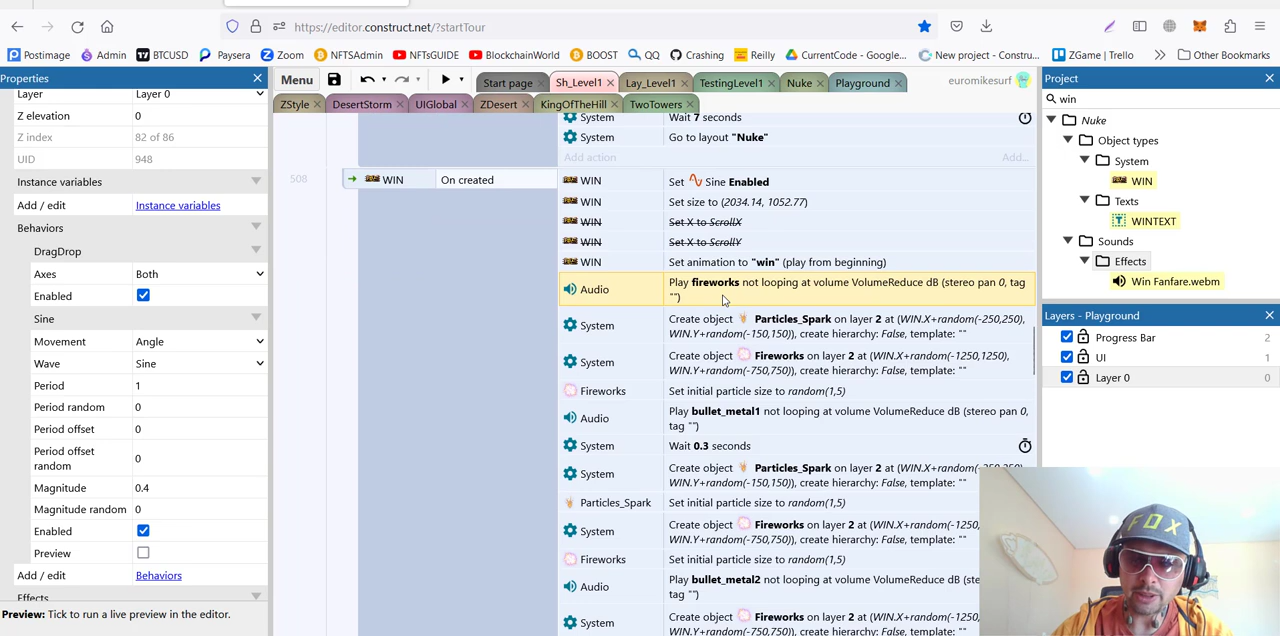 https://editor.construct.net/?startTour
Postimage Admin BTCUSD Paysera Zoom NFTSAdmin NFTsGUIDE BlockchainWorld BOOST QQ Crashing Reilly CurrentCode - Google... New project - Constru... ZGame | Trello Other Bookmarks
Properties
Layer Layer 0
Z elevation 0
Z index 82 of 86
UID 948
Instance variables
Add / edit Instance variables
Behaviors
DragDrop
Axes Both
Enabled
Sine
Movement Angle
Wave Sine
Period 1
Period random 0
Period offset 0
Period offset random 0
Magnitude 0.4
Magnitude random 0
Enabled
Preview
Add / edit Behaviors
Effects
Preview: Tick to run a live preview in the editor.
Menu Start page Sh_Level1 Lay_Level1 TestingLevel1 Nuke Playground euromikesurf
ZStyle DesertStorm UIGlobal ZDesert KingOfTheHill TwoTowers
System Wait 7 seconds
System Go to layout "Nuke"
Add action Add...
508 WIN On created
WIN Set Sine Enabled
WIN Set size to (2034.14, 1052.77)
WIN Set X to ScrollX
WIN Set X to ScrollY
WIN Set animation to "win" (play from beginning)
Audio Play fireworks not looping at volume VolumeReduce dB (stereo pan 0, tag
"")
System Create object Particles_Spark on layer 2 at (WIN.X+random(-250,250),
WIN.Y+random(-150,150)), create hierarchy: False, template: ""
System Create object Fireworks on layer 2 at (WIN.X+random(-1250,1250),
WIN.Y+random(-750,750)), create hierarchy: False, template: ""
Fireworks Set initial particle size to random(1,5)
Audio Play bullet_metal1 not looping at volume VolumeReduce dB (stereo pan 0,
tag "")
System Wait 0.3 seconds
System Create object Particles_Spark on layer 2 at (WIN.X+random(-250,250),
WIN.Y+random(-150,150)), create hierarchy: False, template: ""
Particles_Spark Set initial particle size to random(1,5)
System Create object Fireworks on layer 2 at (WIN.X+random(-1250
WIN.Y+random(-750,750)), create hierarchy: False, template: ""
Fireworks Set initial particle size to random(1,5)
Audio Play bullet_metal2 not looping at volume VolumeReduce dB (ste
tag "")
System Create object Fireworks on layer 2 at (WIN.X+random(-1250
WIN.Y+random(-750,750)), create hierarchy: False, template: ""
Project
win
Nuke
Object types
System
WIN
Texts
WINTEXT
Sounds
Effects
Win Fanfare.webm
Layers - Playground
Progress Bar 2
UI 1
Layer 0 0
FOX